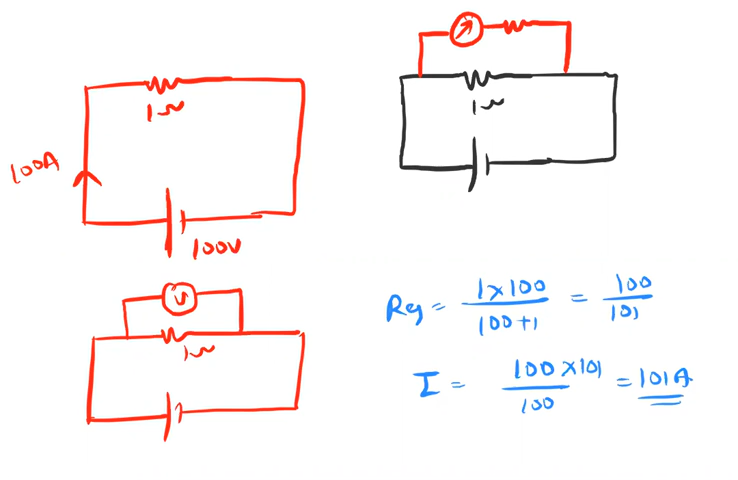 1Ω
100A
100V
1Ω
V
1Ω
Req = 1×100 / 100+1 = 100 / 101
I = 100×101 / 100 = 101A